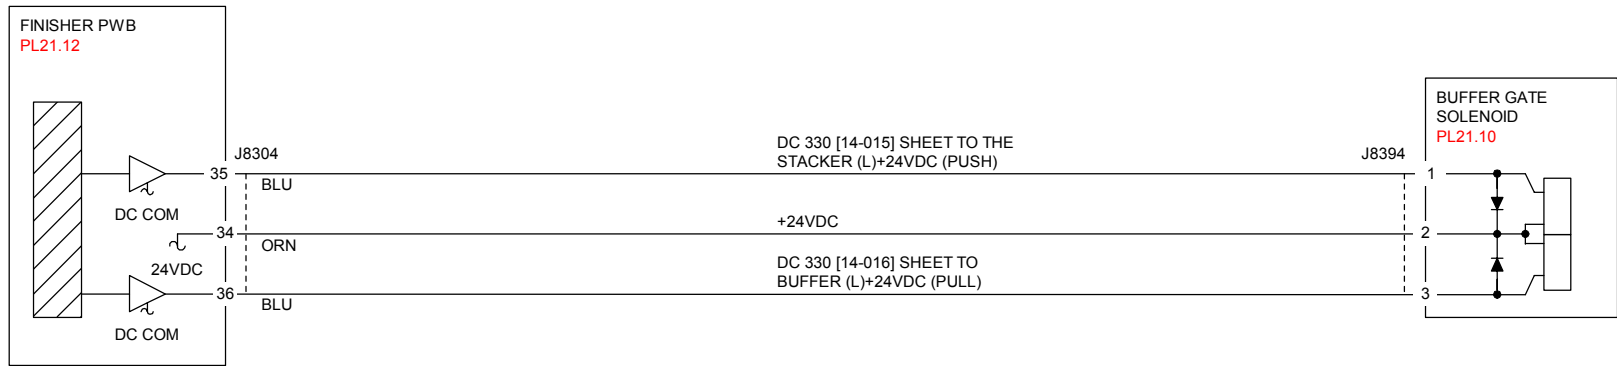 FINISHER PWB
PL21.12
J8304
35
BLU
DC COM
34
ORN
24VDC
36
BLU
DC COM
DC 330 [14-015] SHEET TO THE
STACKER (L)+24VDC (PUSH)
+24VDC
DC 330 [14-016] SHEET TO
BUFFER (L)+24VDC (PULL)
J8394
1
2
3
BUFFER GATE
SOLENOID
PL21.10